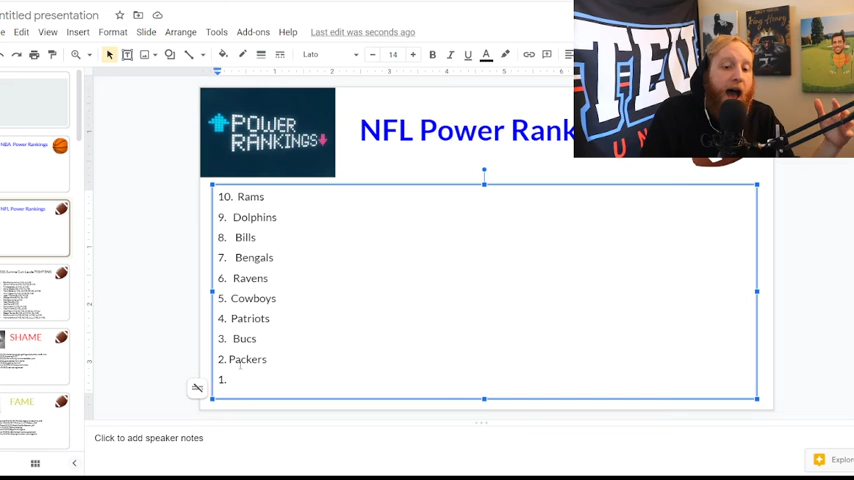 ntitled presentation
Edit View Insert Format Slide Arrange Tools Add-ons Help Last edit was seconds ago
Lato 14 B I U A
NBA Power Rankings
NFL Power Rankings
SHAME
FAME
POWER
RANKINGS
NFL Power Rank
10. Rams
9. Dolphins
8. Bills
7. Bengals
6. Ravens
5. Cowboys
4. Patriots
3. Bucs
2. Packers
1.
Click to add speaker notes
Explor
TEU